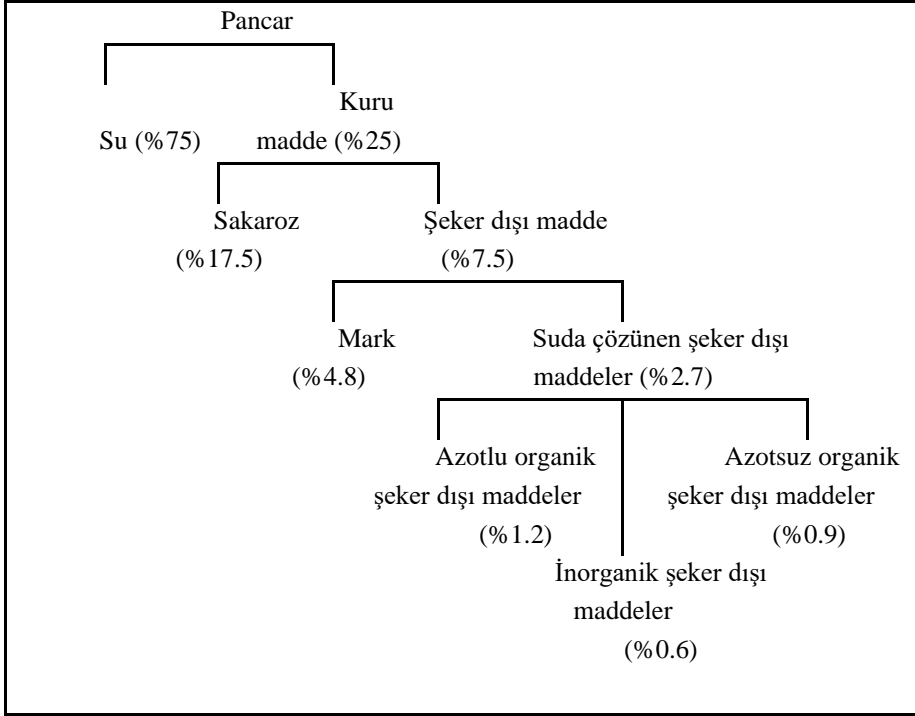 Pancar
Kuru
Su (%75) madde (%25)
Sakaroz Şeker dışı madde
(%17.5) (%7.5)
Mark Suda çözünen şeker dışı
(%4.8) maddeler (%2.7)
Azotlu organik Azotsuz organik
şeker dışı maddeler şeker dışı maddeler
(%1.2) (%0.9)
İnorganik şeker dışı
maddeler
(%0.6)